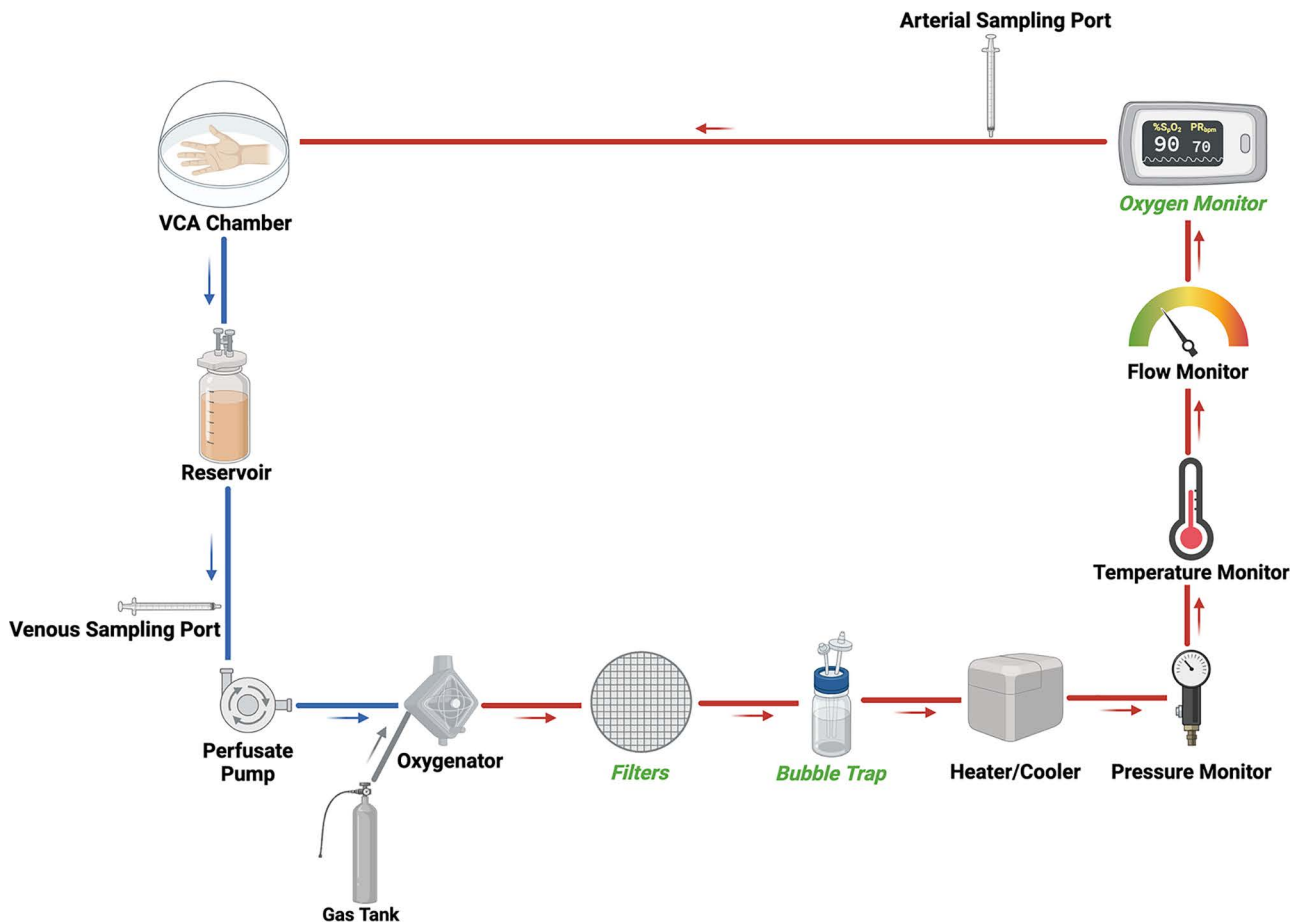 Arterial Sampling Port
%SpO2 PRbpm
90 70
Oxygen Monitor
VCA Chamber
Flow Monitor
Reservoir
Temperature Monitor
Venous Sampling Port
Perfusate
Pump
Oxygenator
Filters
Bubble Trap
Heater/Cooler
Pressure Monitor
Gas Tank